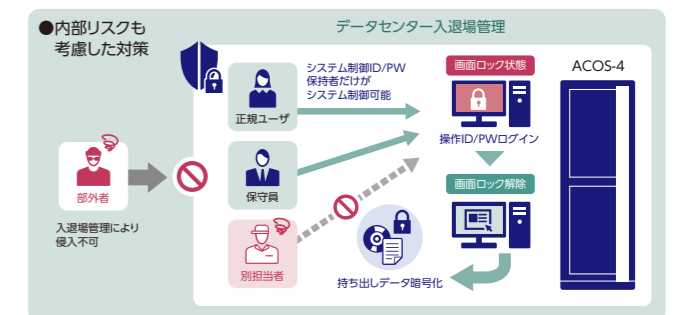 ●内部リスクも
考慮した対策
データセンター入退場管理
システム制御ID/PW
保持者だけが
システム制御可能
画面ロック状態
ACOS-4
正規ユーザ
操作ID/PWログイン
部外者
保守員
画面ロック解除
入退場管理により
侵入不可
別担当者
持ち出しデータ暗号化